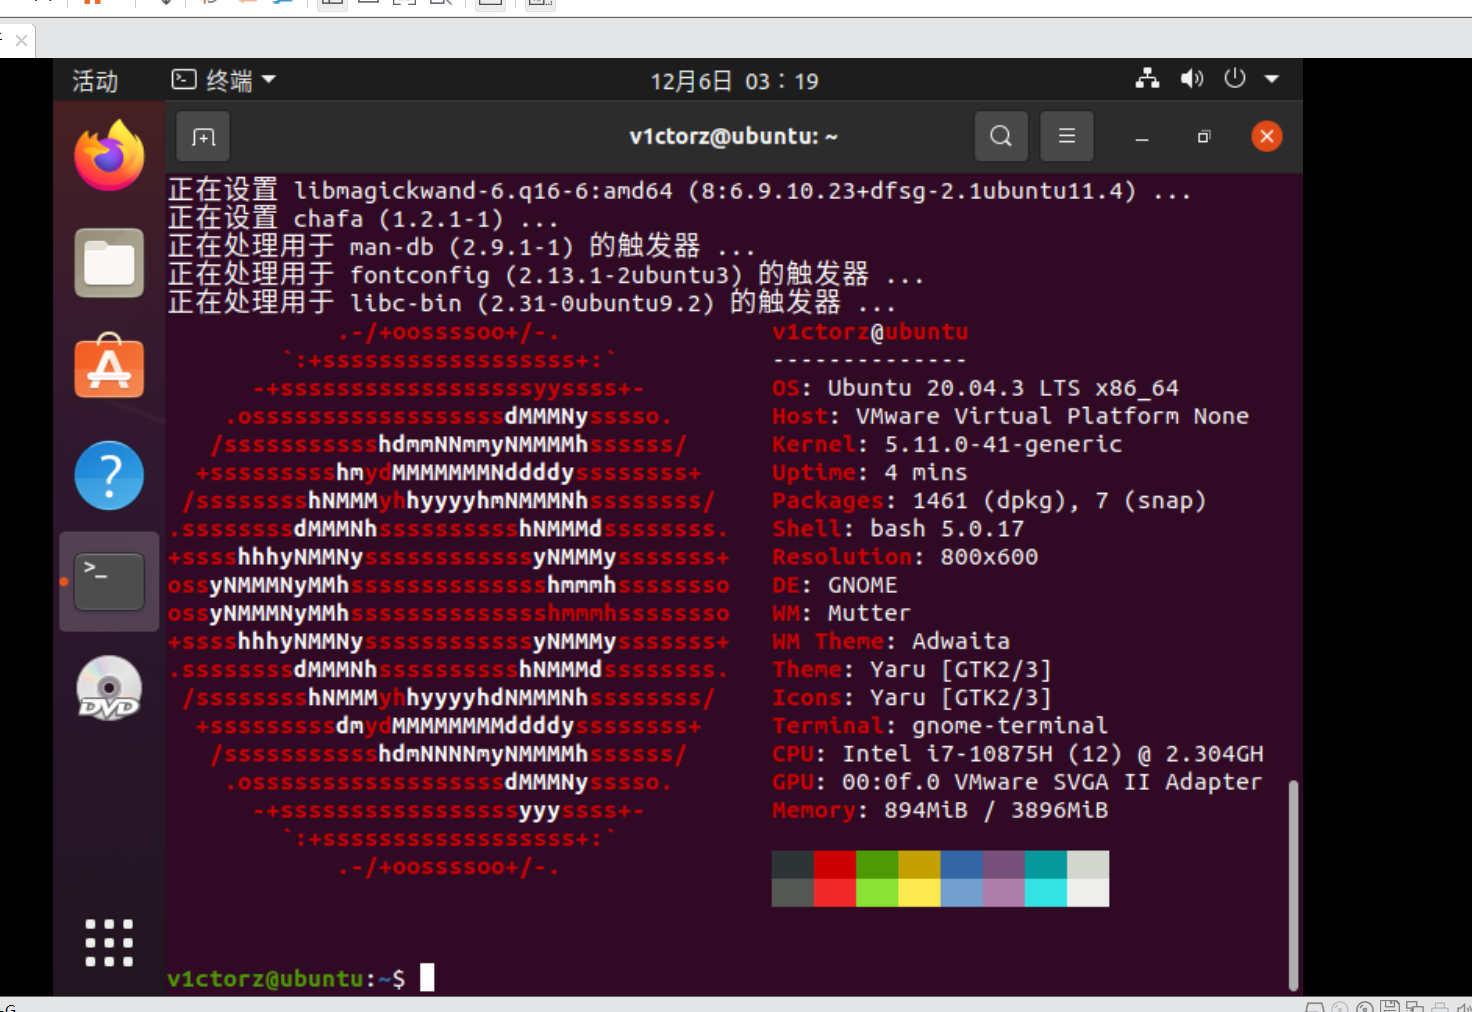 活动
终端
12月6日 03：19
v1ctorz@ubuntu: ~
正在设置 libmagickwand-6.q16-6:amd64 (8:6.9.10.23+dfsg-2.1ubuntu11.4) ...
正在设置 chafa (1.2.1-1) ...
正在处理用于 man-db (2.9.1-1) 的触发器 ...
正在处理用于 fontconfig (2.13.1-2ubuntu3) 的触发器 ...
正在处理用于 libc-bin (2.31-0ubuntu9.2) 的触发器 ...
.-/+oossssoo+/-. v1ctorz@ubuntu
`:+ssssssssssssssssss+:` --------------
-+ssssssssssssssssssyyssss+- OS: Ubuntu 20.04.3 LTS x86_64
.ossssssssssssssssssdMMMNysssso. Host: VMware Virtual Platform None
/ssssssssssshdmmNNmmyNMMMMhssssss/ Kernel: 5.11.0-41-generic
+ssssssssshmydMMMMMMMNddddyssssssss+ Uptime: 4 mins
/sssssssshNMMMyhhyyyyhmNMMMNhssssssss/ Packages: 1461 (dpkg), 7 (snap)
.ssssssssdMMMNhsssssssssshNMMMdssssssss. Shell: bash 5.0.17
+sssshhhyNMMNyssssssssssssyNMMMysssssss+ Resolution: 800x600
ossyNMMMNyMMhsssssssssssssshmmmhssssssso DE: GNOME
ossyNMMMNyMMhsssssssssssssshmmmhssssssso WM: Mutter
+sssshhhyNMMNyssssssssssssyNMMMysssssss+ WM Theme: Adwaita
.ssssssssdMMMNhsssssssssshNMMMdssssssss. Theme: Yaru [GTK2/3]
/sssssssshNMMMyhhyyyyhdNMMMNhssssssss/ Icons: Yaru [GTK2/3]
+sssssssssdmydMMMMMMMMddddyssssssss+ Terminal: gnome-terminal
/ssssssssssshdmNNNNmyNMMMMhssssss/ CPU: Intel i7-10875H (12) @ 2.304GH
.ossssssssssssssssssdMMMNysssso. GPU: 00:0f.0 VMware SVGA II Adapter
-+sssssssssssssssssyyyssss+- Memory: 894MiB / 3896MiB
`:+ssssssssssssssssss+:`
.-/+oossssoo+/-.
DVD
v1ctorz@ubuntu:~$